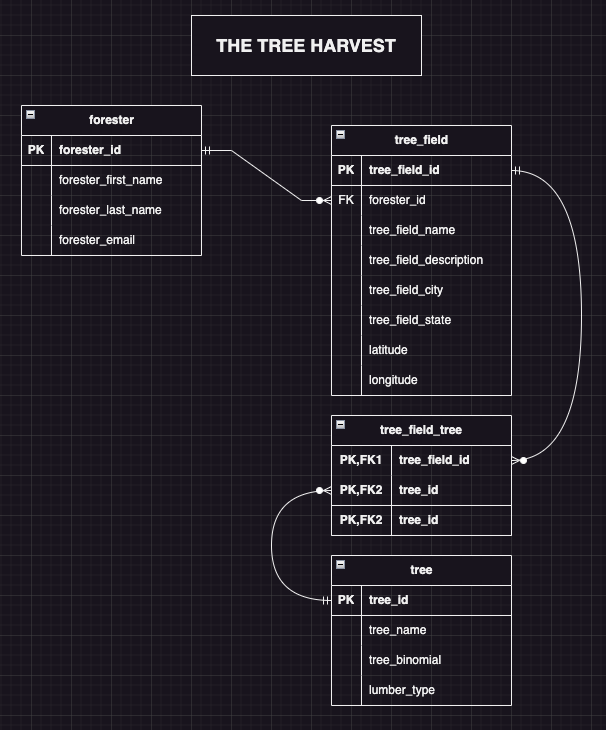 THE TREE HARVEST
forester
PK forester_id
forester_first_name
forester_last_name
forester_email
tree_field
PK tree_field_id
FK forester_id
tree_field_name
tree_field_description
tree_field_city
tree_field_state
latitude
longitude
tree_field_tree
PK,FK1 tree_field_id
PK,FK2 tree_id
PK,FK2 tree_id
tree
PK tree_id
tree_name
tree_binomial
lumber_type